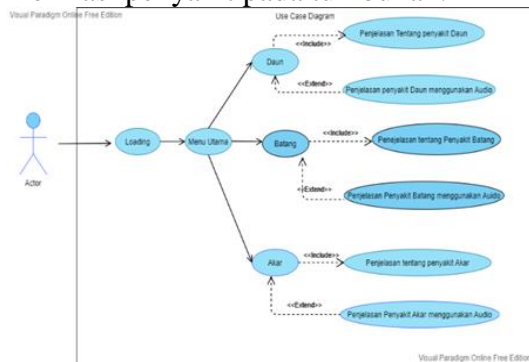 Visual Paradigm Online Free Edition
Use Case Diagram
<<Include>>
Penjelasan Tentang penyakit Daun
Daun
<<Extend>>
Penjelasan penyakit Daun manggunakan Audio
Actor
Loading
Menu Utama
Batang
<<Include>>
Penejelasan tentang Penyakit Batang
<<Extend>>
Penjelasan Penyakit Batang menggunakan Auido
Akar
<<Include>>
Penjelasan tentang penyakit Akar
<<Extend>>
Penjelasan Penyakit Akar menggunakan Audio
Visual Paradigm Online Free Edition